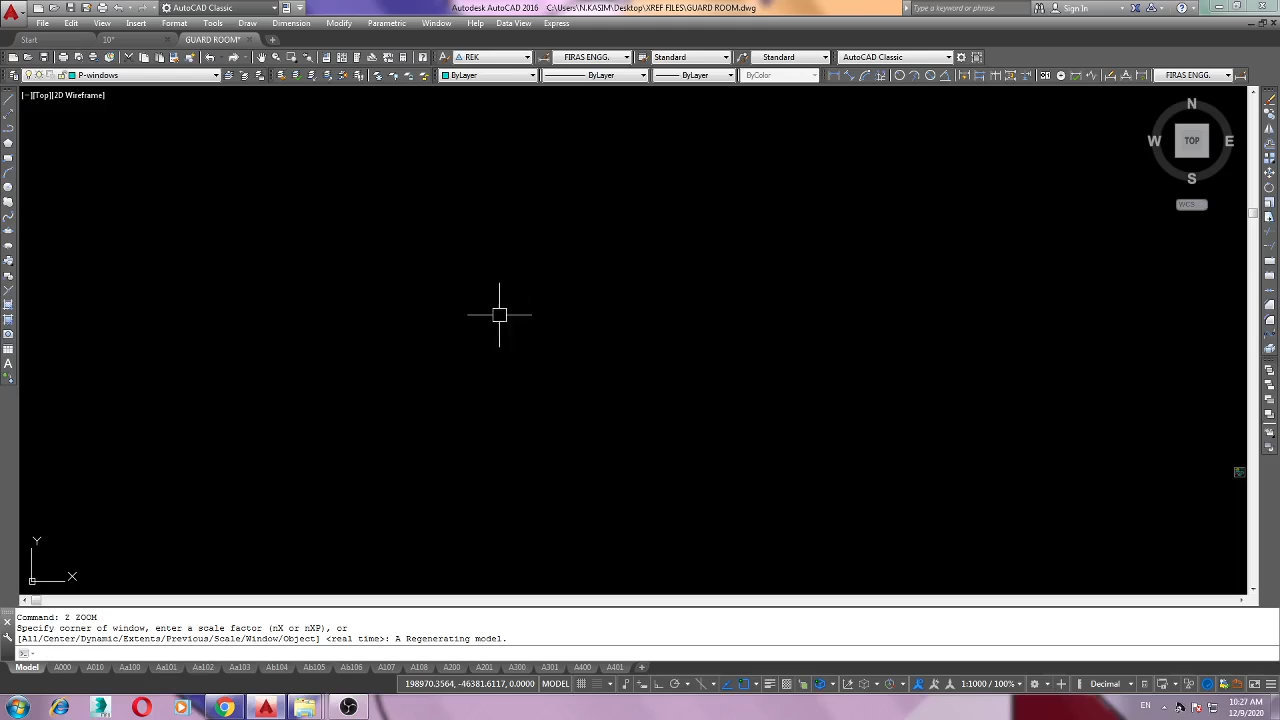 Autodesk AutoCAD 2016 C:\Users\N.KASIM\Desktop\XREF FILES\GUARD ROOM.dwg
AutoCAD Classic
Type a keyword or phrase
Sign In
File Edit View Insert Format Tools Draw Dimension Modify Parametric Window Help Data View Express
Start 10* GUARD ROOM*
REK FIRAS ENGG. Standard Standard AutoCAD Classic
P-windows ByLayer ByLayer ByLayer ByColor FIRAS ENGG.
[−][Top][2D Wireframe]
N
W TOP E
S
WCS
Y
X
Command: Z ZOOM
Specify corner of window, enter a scale factor (nX or nXP), or
[All/Center/Dynamic/Extents/Previous/Scale/Window/Object] <real time>: A Regenerating model.
Model A000 A010 Aa100 Aa101 Aa102 Aa103 Ab104 Ab105 Ab106 A107 A108 A200 A201 A300 A301 A400 A401
198970.3564, -46381.6117, 0.0000 MODEL 1:1000 / 100% Decimal
EN 10:27 AM
12/9/2020